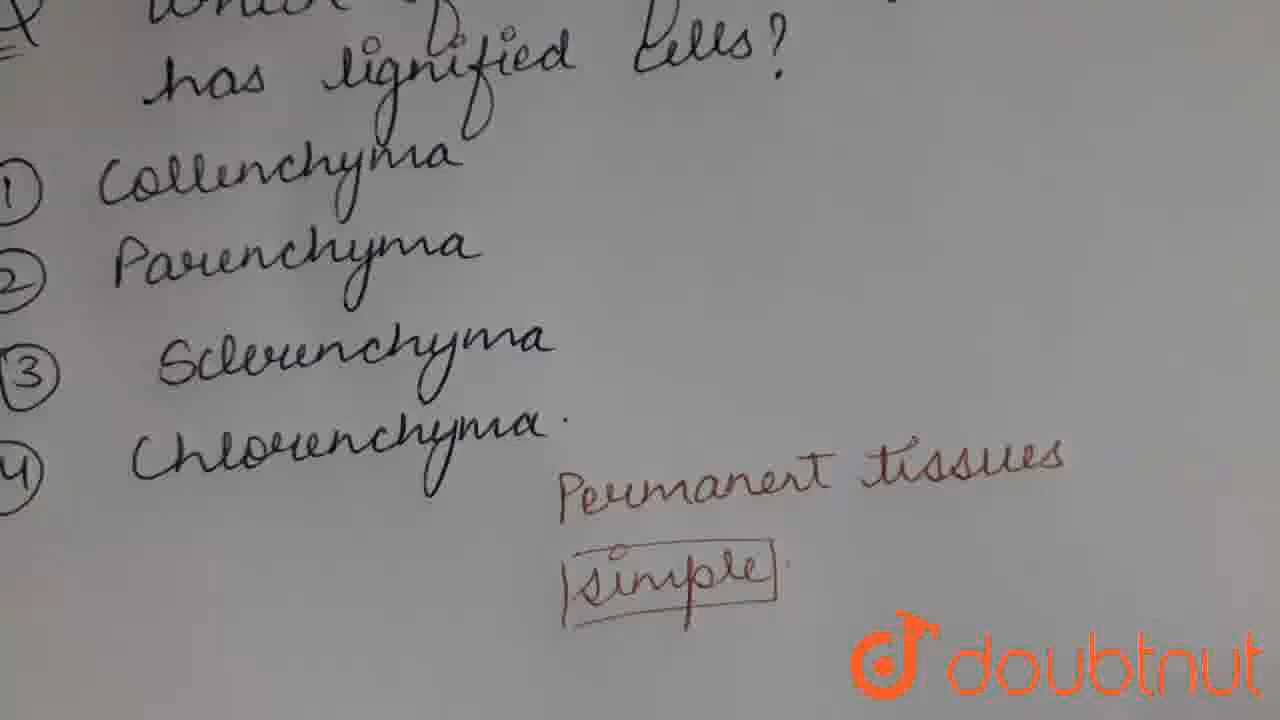 has lignified cells?
1 Collenchyma
2 Parenchyma
3 Sclerenchyma
4 Chlorenchyma.
Permanent tissues
simple
doubtnut